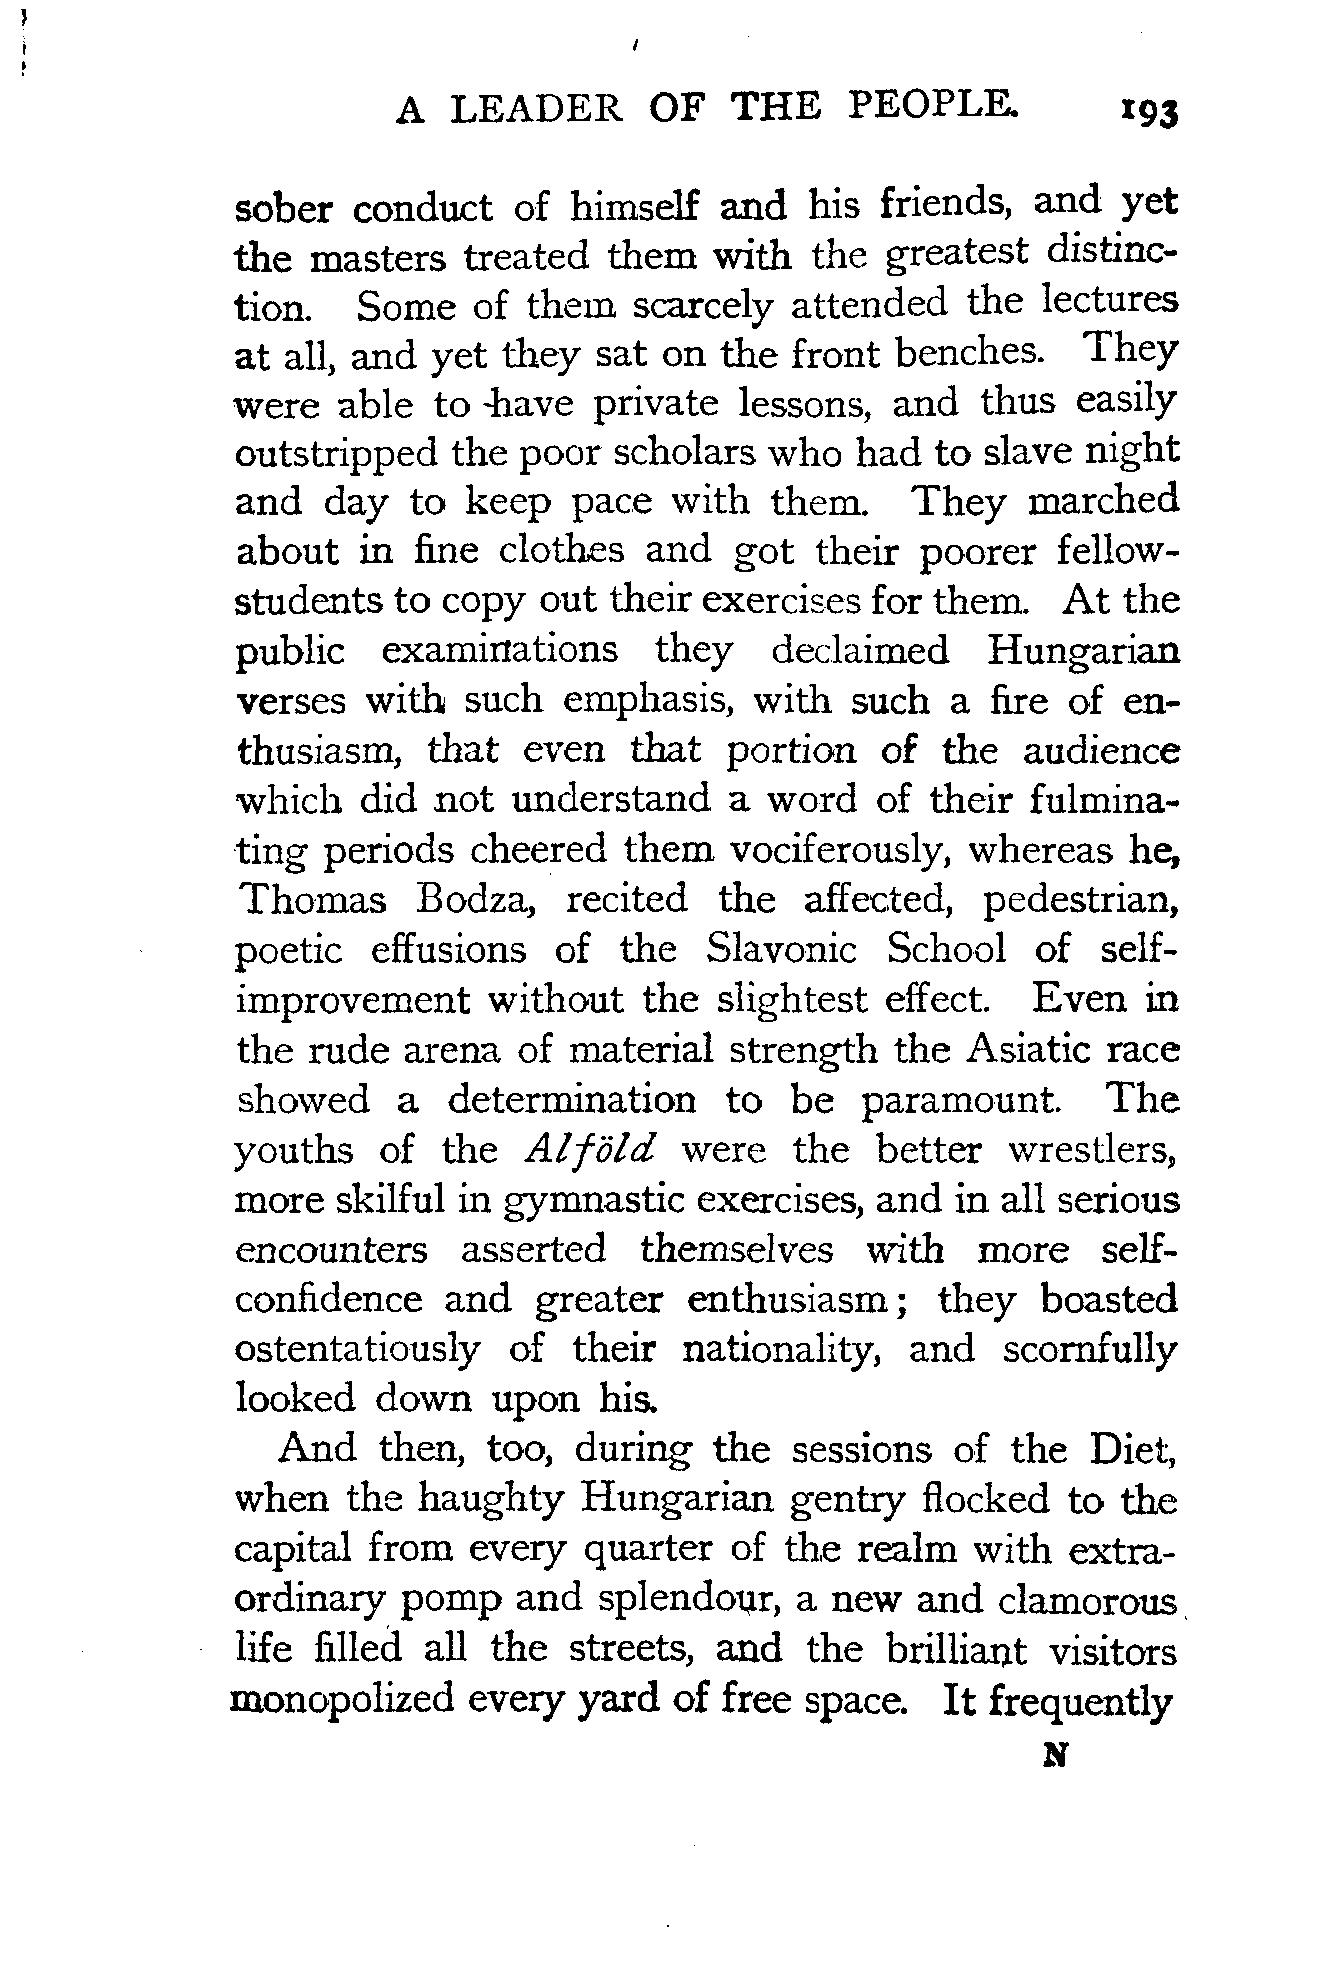 A LEADER OF THE PEOPLE. 193
sober conduct of himself and his friends, and yet
the masters treated them with the greatest distinc-
tion. Some of them scarcely attended the lectures
at all, and yet they sat on the front benches. They
were able to have private lessons, and thus easily
outstripped the poor scholars who had to slave night
and day to keep pace with them. They marched
about in fine clothes and got their poorer fellow-
students to copy out their exercises for them. At the
public examinations they declaimed Hungarian
verses with such emphasis, with such a fire of en-
thusiasm, that even that portion of the audience
which did not understand a word of their fulmina-
ting periods cheered them vociferously, whereas he,
Thomas Bodza, recited the affected, pedestrian,
poetic effusions of the Slavonic School of self-
improvement without the slightest effect. Even in
the rude arena of material strength the Asiatic race
showed a determination to be paramount. The
youths of the Alföld were the better wrestlers,
more skilful in gymnastic exercises, and in all serious
encounters asserted themselves with more self-
confidence and greater enthusiasm; they boasted
ostentatiously of their nationality, and scornfully
looked down upon his.
And then, too, during the sessions of the Diet,
when the haughty Hungarian gentry flocked to the
capital from every quarter of the realm with extra-
ordinary pomp and splendour, a new and clamorous
life filled all the streets, and the brilliant visitors
monopolized every yard of free space. It frequently
N